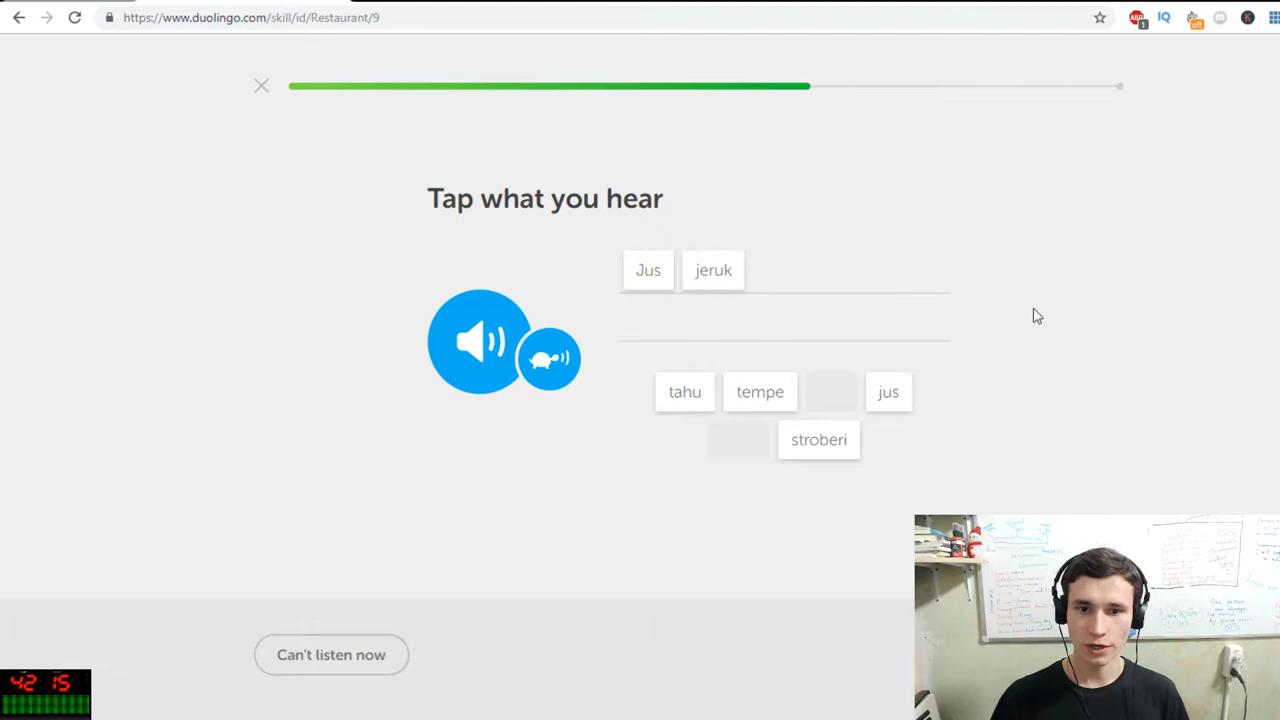 https://www.duolingo.com/skill/id/Restaurant/9
Tap what you hear
Jus jeruk
tahu tempe jus
stroberi
Can't listen now
42 15